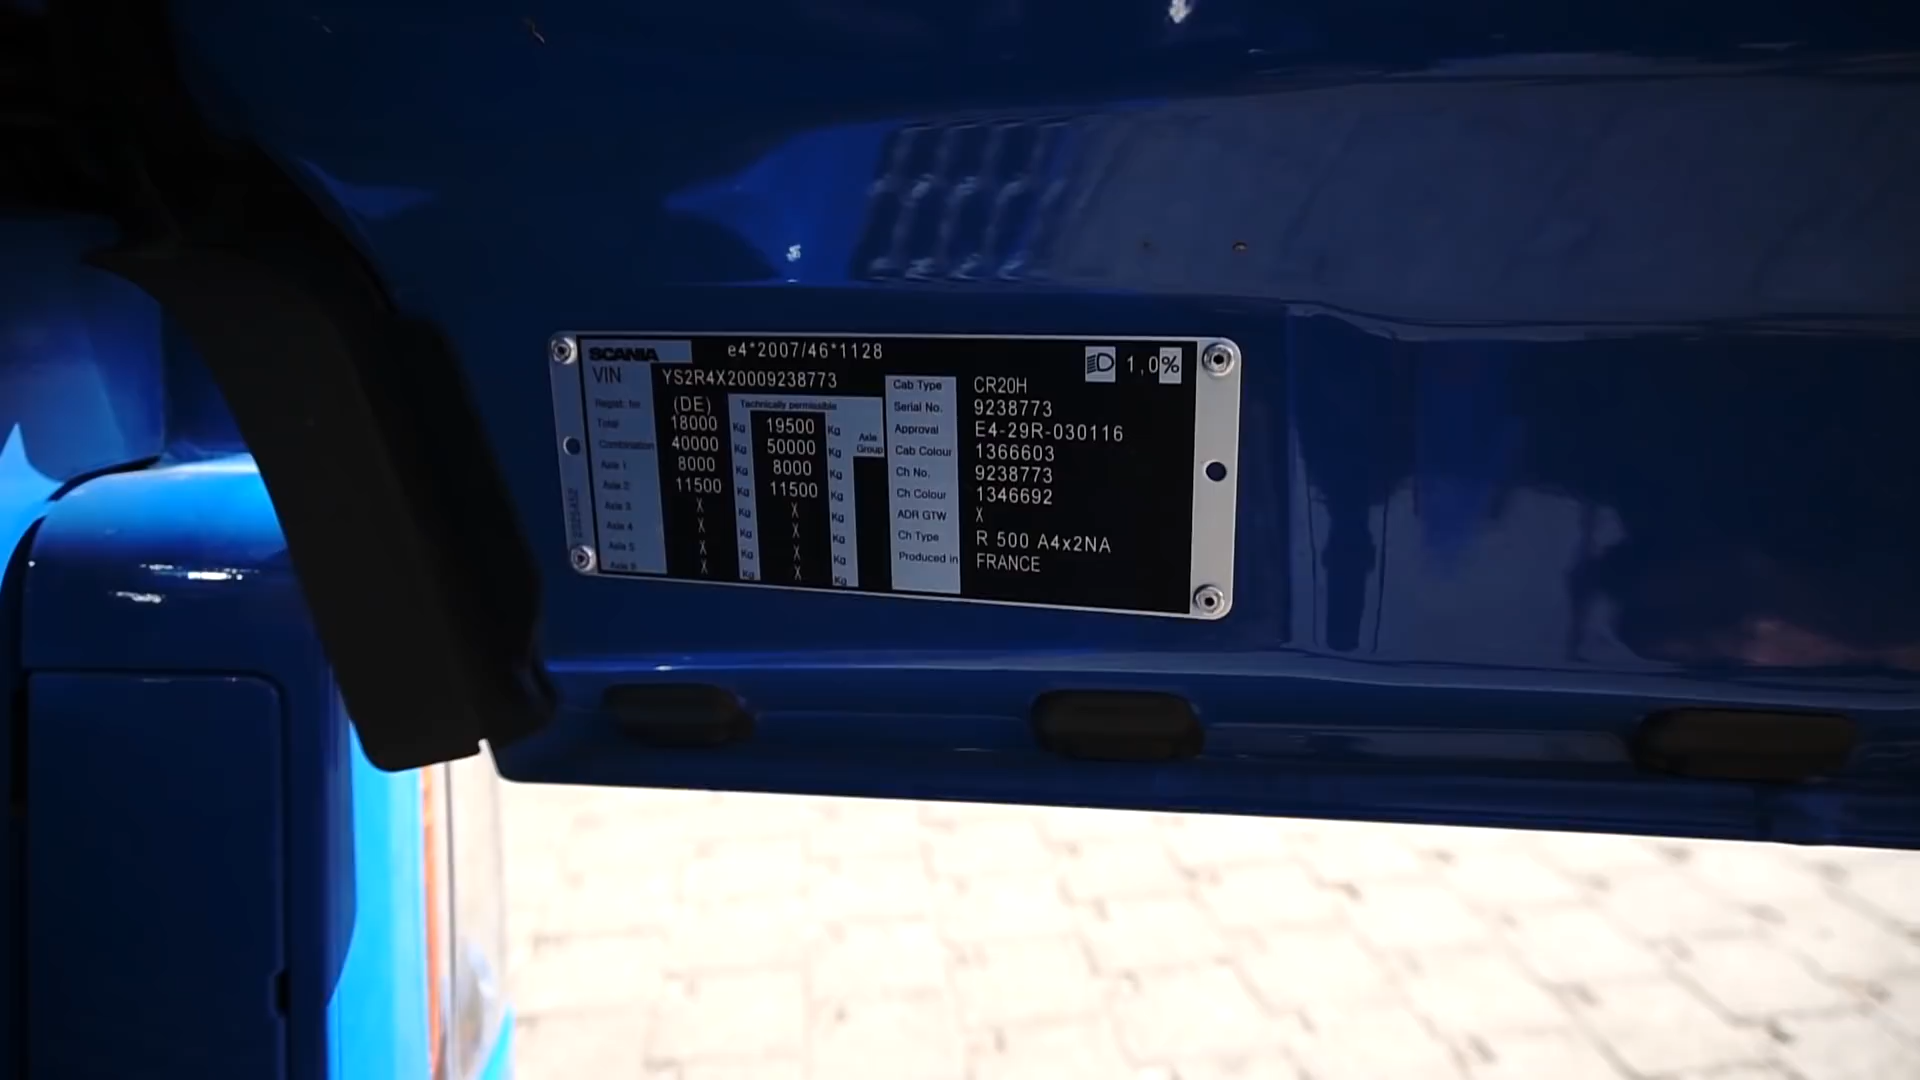 SCANIA e4*2007/46*1128
1,0%
VIN YS2R4X20009238773
Regist. for (DE) Technically permissible
Total 18000 Kg 19500 Kg
Axle Group
Combination 40000 Kg 50000 Kg
Axle 1 8000 Kg 8000 Kg
Axle 2 11500 Kg 11500 Kg
Axle 3 X Kg X Kg
Axle 4 X Kg X Kg
Axle 5 X Kg X Kg
Axle 6 X Kg X Kg
Cab Type CR20H
Serial No. 9238773
Approval E4-29R-030116
Cab Colour 1366603
Ch No. 9238773
Ch Colour 1346692
ADR GTW X
Ch Type R 500 A4x2NA
Produced in FRANCE